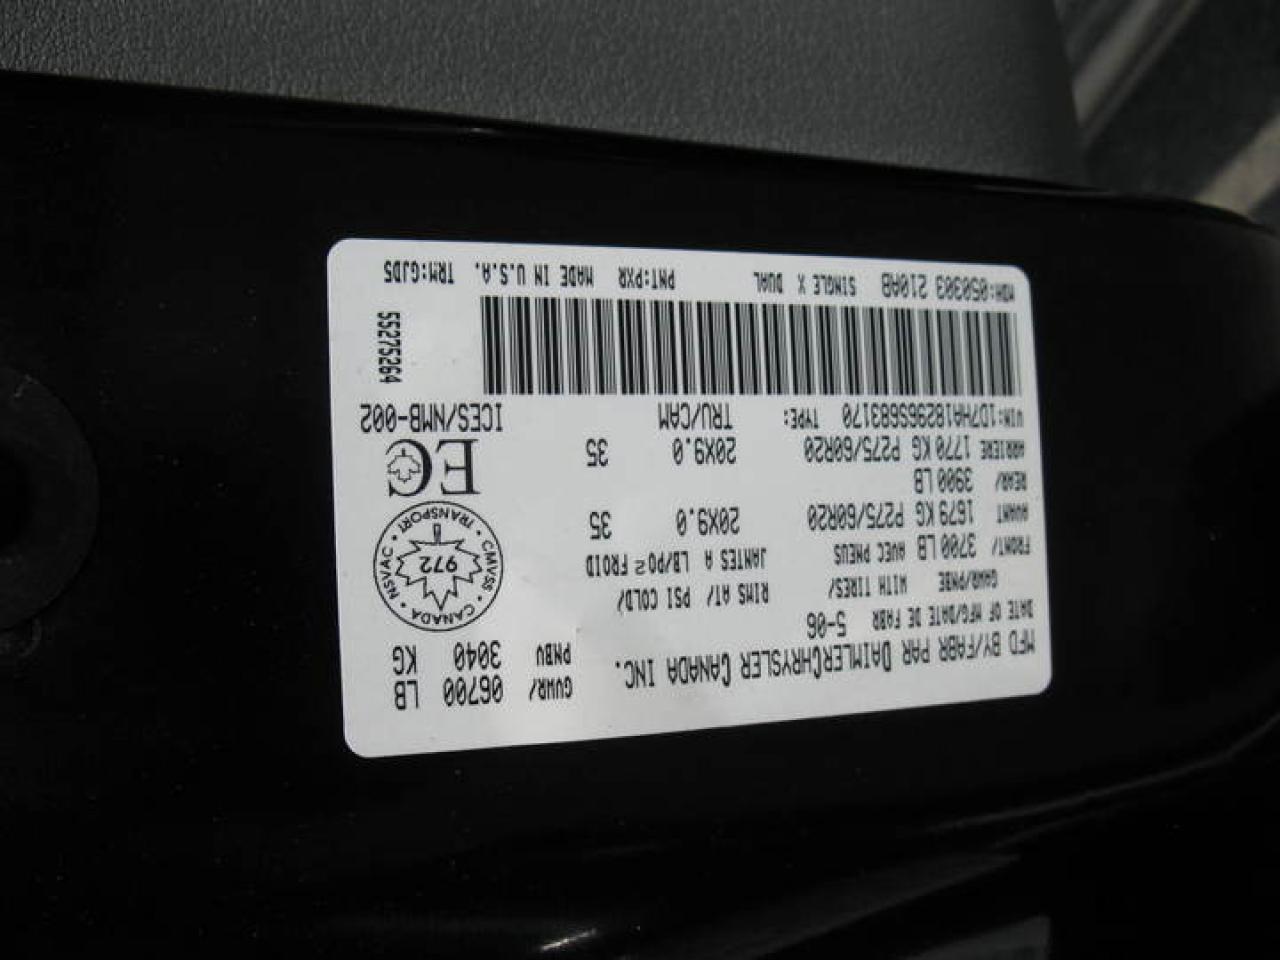 MFD BY/FABR PAR DAIMLERCHRYSLER CANADA INC.
DATE OF MFG/DATE DE FABR 5-06
GVWR/ 06700 LB
PNBV 3040 KG
GAWR/PNBE WITH TIRES/ RIMS AT/ PSI COLD/
AVEC PNEUS JANTES A LB/PO2 FROID
FRONT/ 3700 LB
AVANT 1679 KG P275/60R20 20X9.0 35
REAR/ 3900 LB
ARRIERE 1770 KG P275/60R20 20X9.0 35
NSVAC • TRANSPORT • CMVSS • CANADA •
972
EC
VIN:1D7HA18296S683170 TYPE: TRU/CAM ICES/NMB-002
55275264
MDH:050303 210AB SINGLE X DUAL PNT:PXR MADE IN U.S.A. TRM:GJD5